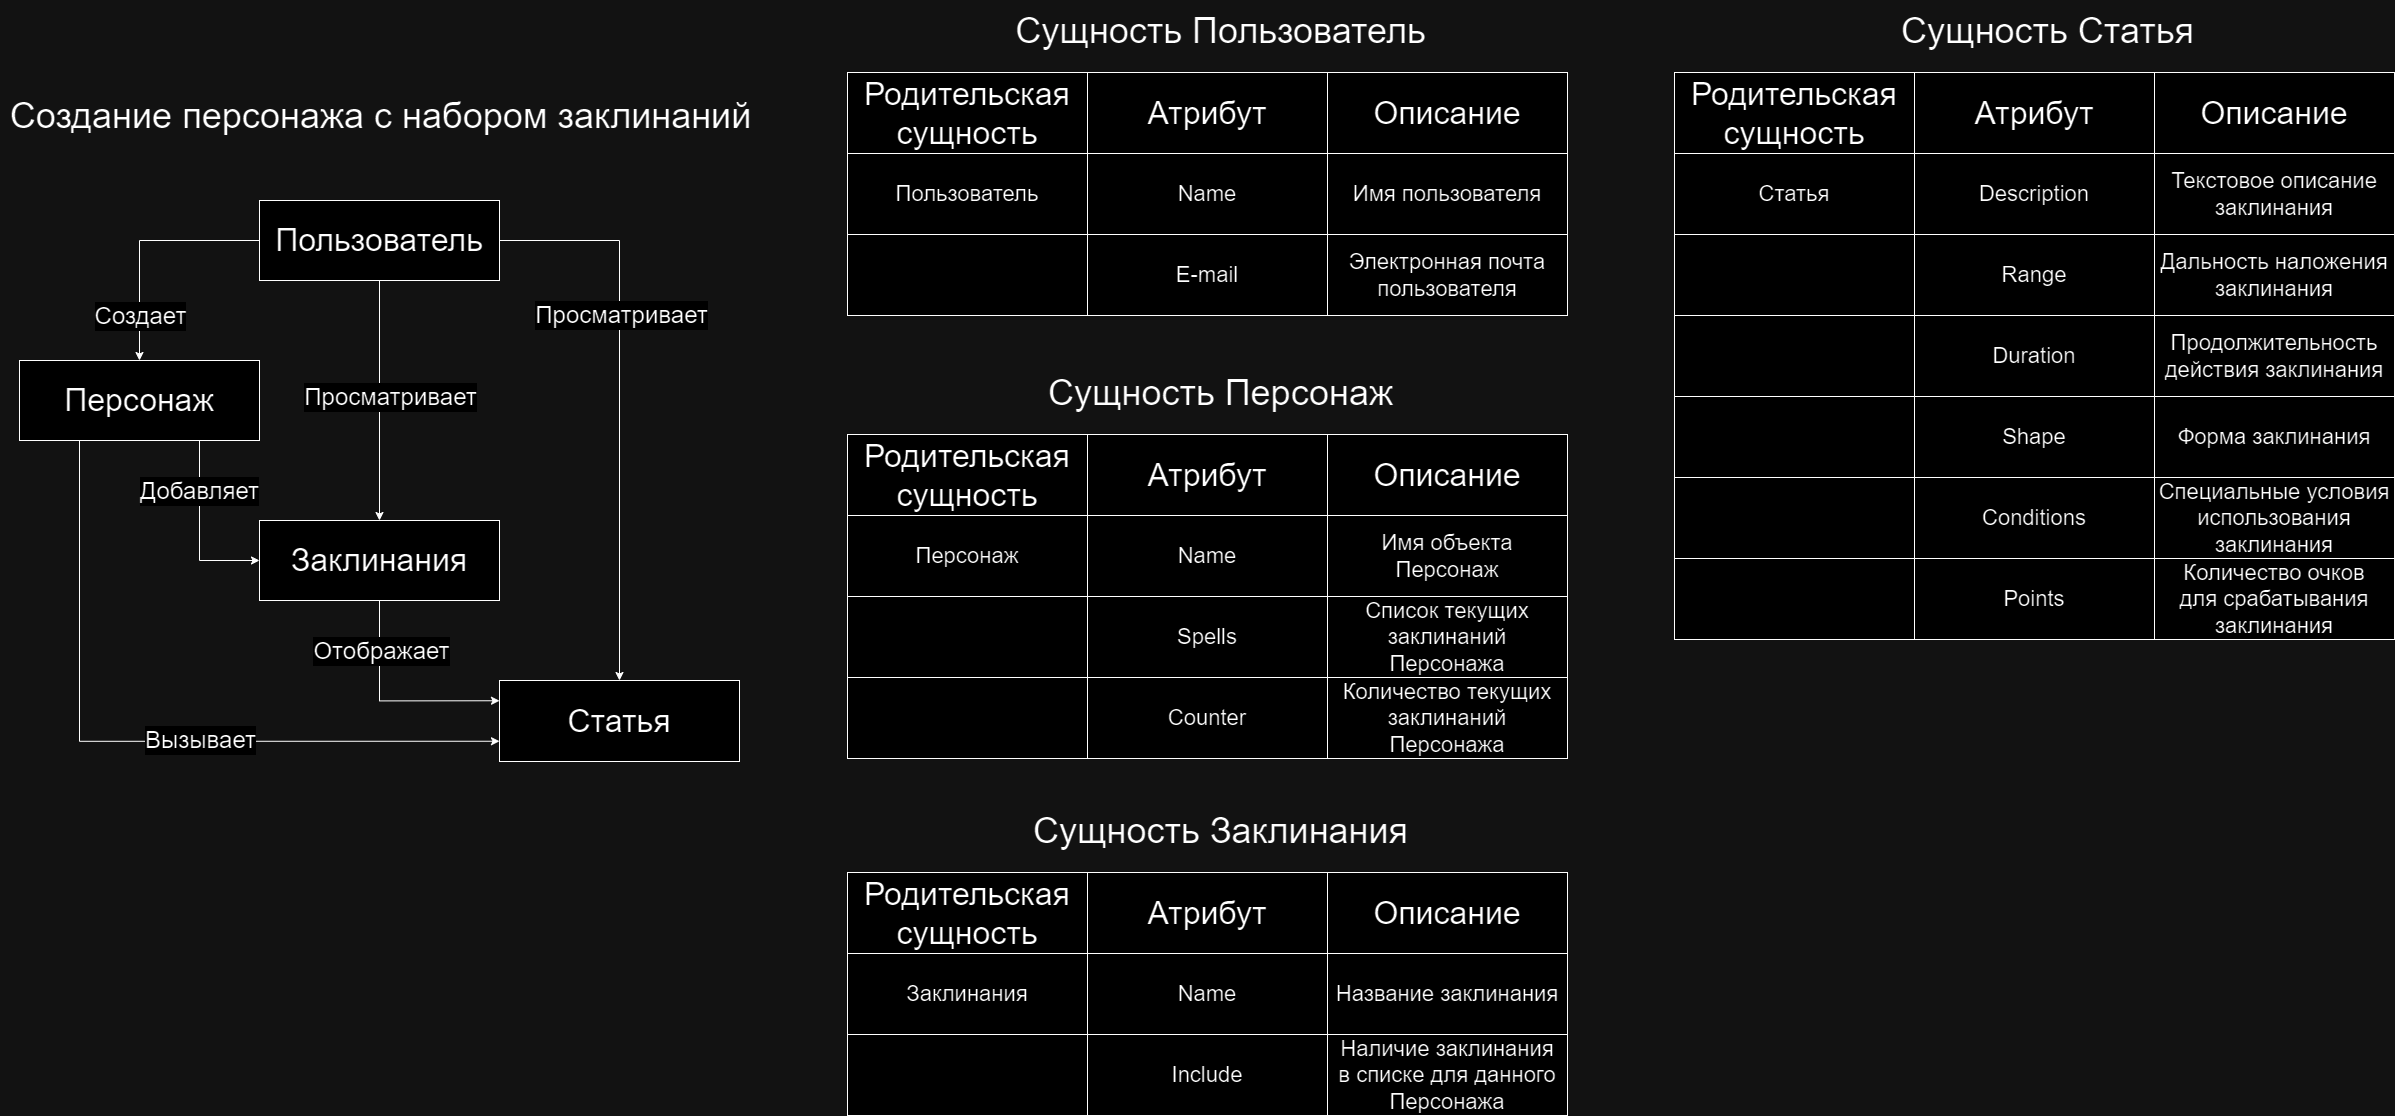 Создание персонажа с набором заклинаний
Пользователь
Создает
Просматривает
Просматривает
Персонаж
Добавляет
Заклинания
Отображает
Статья
Вызывает
Сущность Пользователь
Родительская
сущность
Атрибут
Описание
Пользователь
Name
Имя пользователя
E-mail
Электронная почта
пользователя
Сущность Персонаж
Родительская
сущность
Атрибут
Описание
Персонаж
Name
Имя объекта
Персонаж
Spells
Список текущих
заклинаний
Персонажа
Counter
Количество текущих
заклинаний
Персонажа
Сущность Заклинания
Родительская
сущность
Атрибут
Описание
Заклинания
Name
Название заклинания
Include
Наличие заклинания
в списке для данного
Персонажа
Сущность Статья
Родительская
сущность
Атрибут
Описание
Статья
Description
Текстовое описание
заклинания
Range
Дальность наложения
заклинания
Duration
Продолжительность
действия заклинания
Shape
Форма заклинания
Conditions
Специальные условия
использования
заклинания
Points
Количество очков
для срабатывания
заклинания